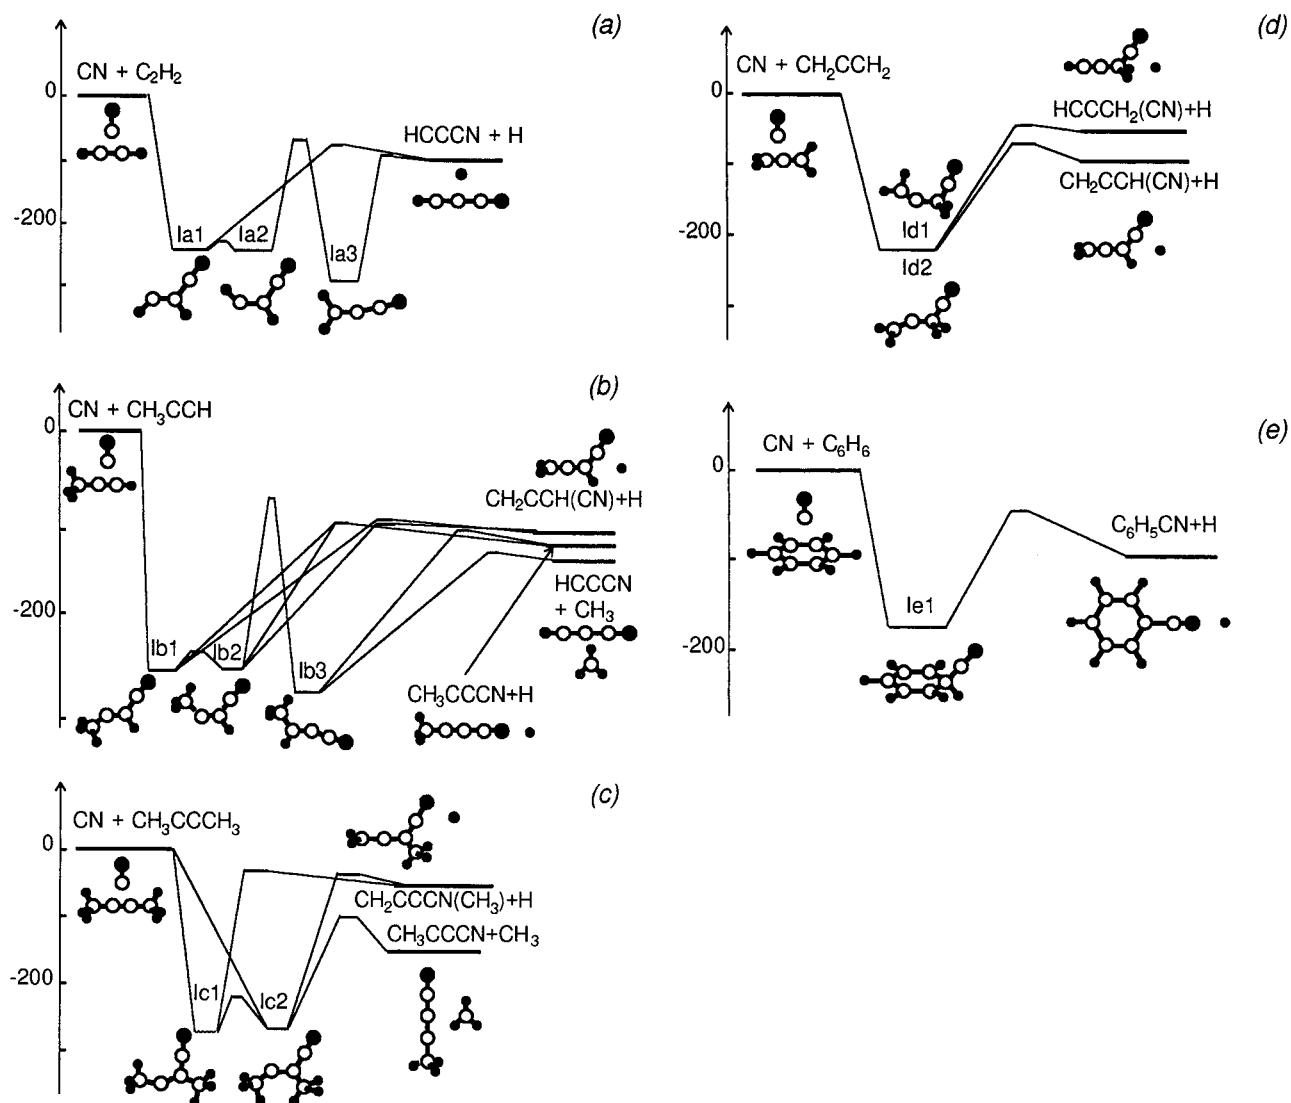 (a)
CN + C2H2
0
HCCCN + H
-200
Ia1
Ia2
Ia3
(b)
CN + CH3CCH
0
CH2CCH(CN)+H
-200
HCCCN
+ CH3
Ib1
Ib2
Ib3
CH3CCCN+H
(c)
CN + CH3CCCH3
0
CH2CCCN(CH3)+H
CH3CCCN+CH3
-200
Ic1
Ic2
(d)
CN + CH2CCH2
0
HCCCH2(CN)+H
CH2CCH(CN)+H
-200
Id1
Id2
(e)
CN + C6H6
0
C6H5CN+H
Ie1
-200